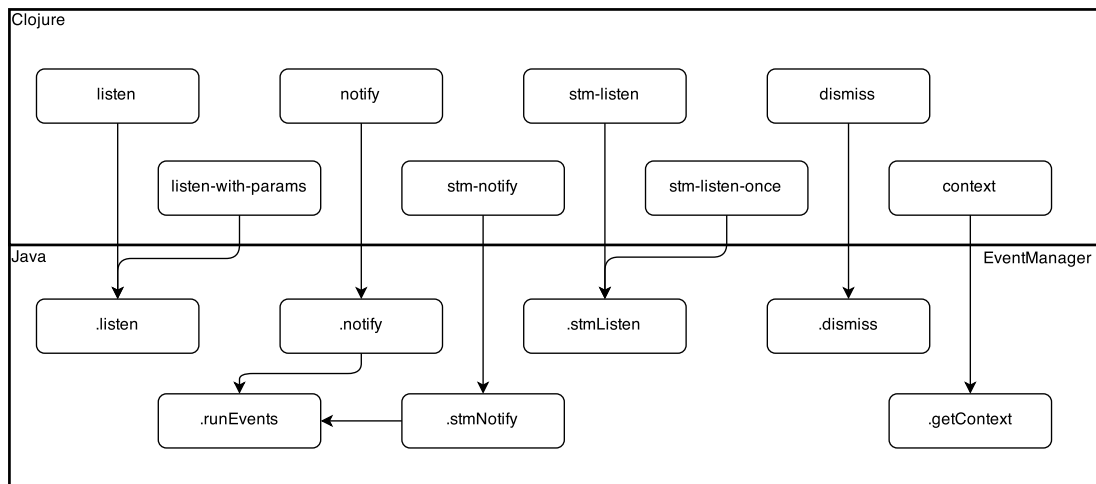 Clojure
listen
notify
stm-listen
dismiss
listen-with-params
stm-notify
stm-listen-once
context
Java
EventManager
.listen
.notify
.stmListen
.dismiss
.runEvents
.stmNotify
.getContext